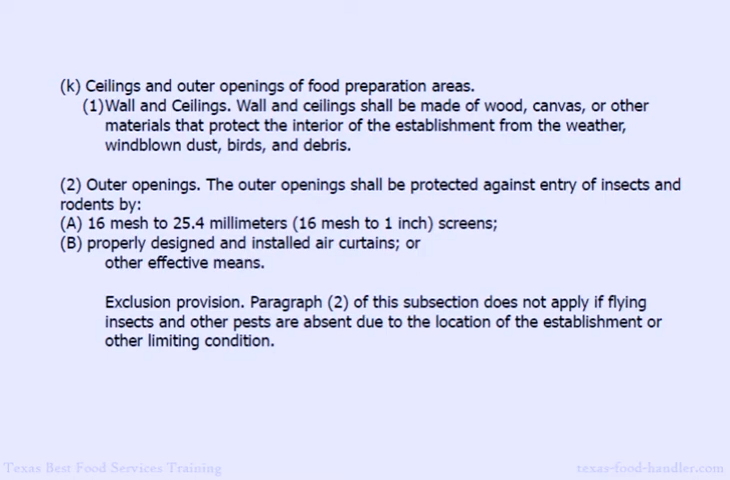 (k) Ceilings and outer openings of food preparation areas.
(1)Wall and Ceilings. Wall and ceilings shall be made of wood, canvas, or other
materials that protect the interior of the establishment from the weather,
windblown dust, birds, and debris.
(2) Outer openings. The outer openings shall be protected against entry of insects and
rodents by:
(A) 16 mesh to 25.4 millimeters (16 mesh to 1 inch) screens;
(B) properly designed and installed air curtains; or
other effective means.
Exclusion provision. Paragraph (2) of this subsection does not apply if flying
insects and other pests are absent due to the location of the establishment or
other limiting condition.
Texas Best Food Services Training
texas-food-handler.com